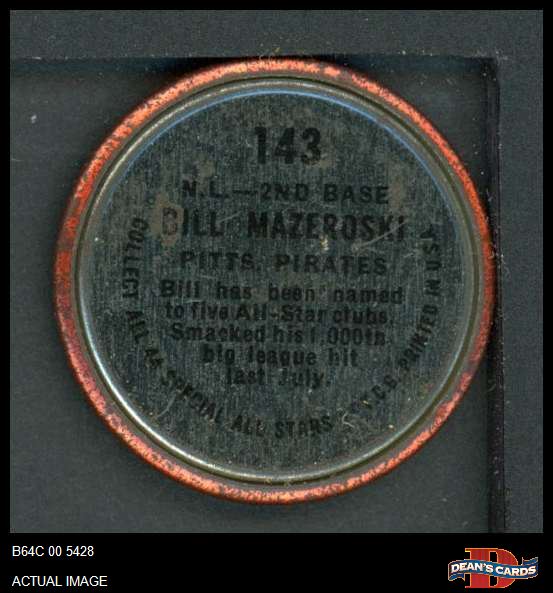 143
N.L.—2ND BASE
BILL MAZEROSKI
PITTS. PIRATES
Bill has been named
to five All-Star clubs.
Smacked his 1,000th
big league hit
last July.
COLLECT ALL 44 SPECIAL ALL STARS T.C.G. PRINTED IN U.S.A.
B64C 00 5428
ACTUAL IMAGE
D
DEAN'S CARDS